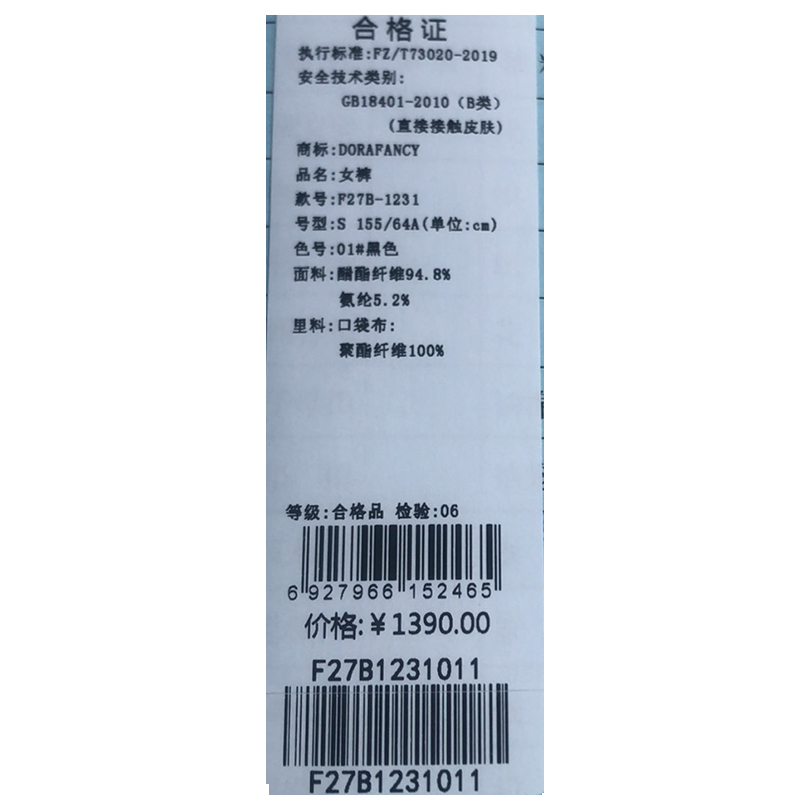 合格证
执行标准:FZ/T73020-2019
安全技术类别:
GB18401-2010（B类）
(直接接触皮肤)
商标:DORAFANCY
品名:女裤
款号:F27B-1231
号型:S 155/64A(单位:cm)
色号:01#黑色
面料:醋酯纤维94.8%
氨纶5.2%
里料:口袋布:
聚酯纤维100%
等级:合格品 检验:06
6 927966 152465
价格:￥1390.00
F27B1231011
F27B1231011